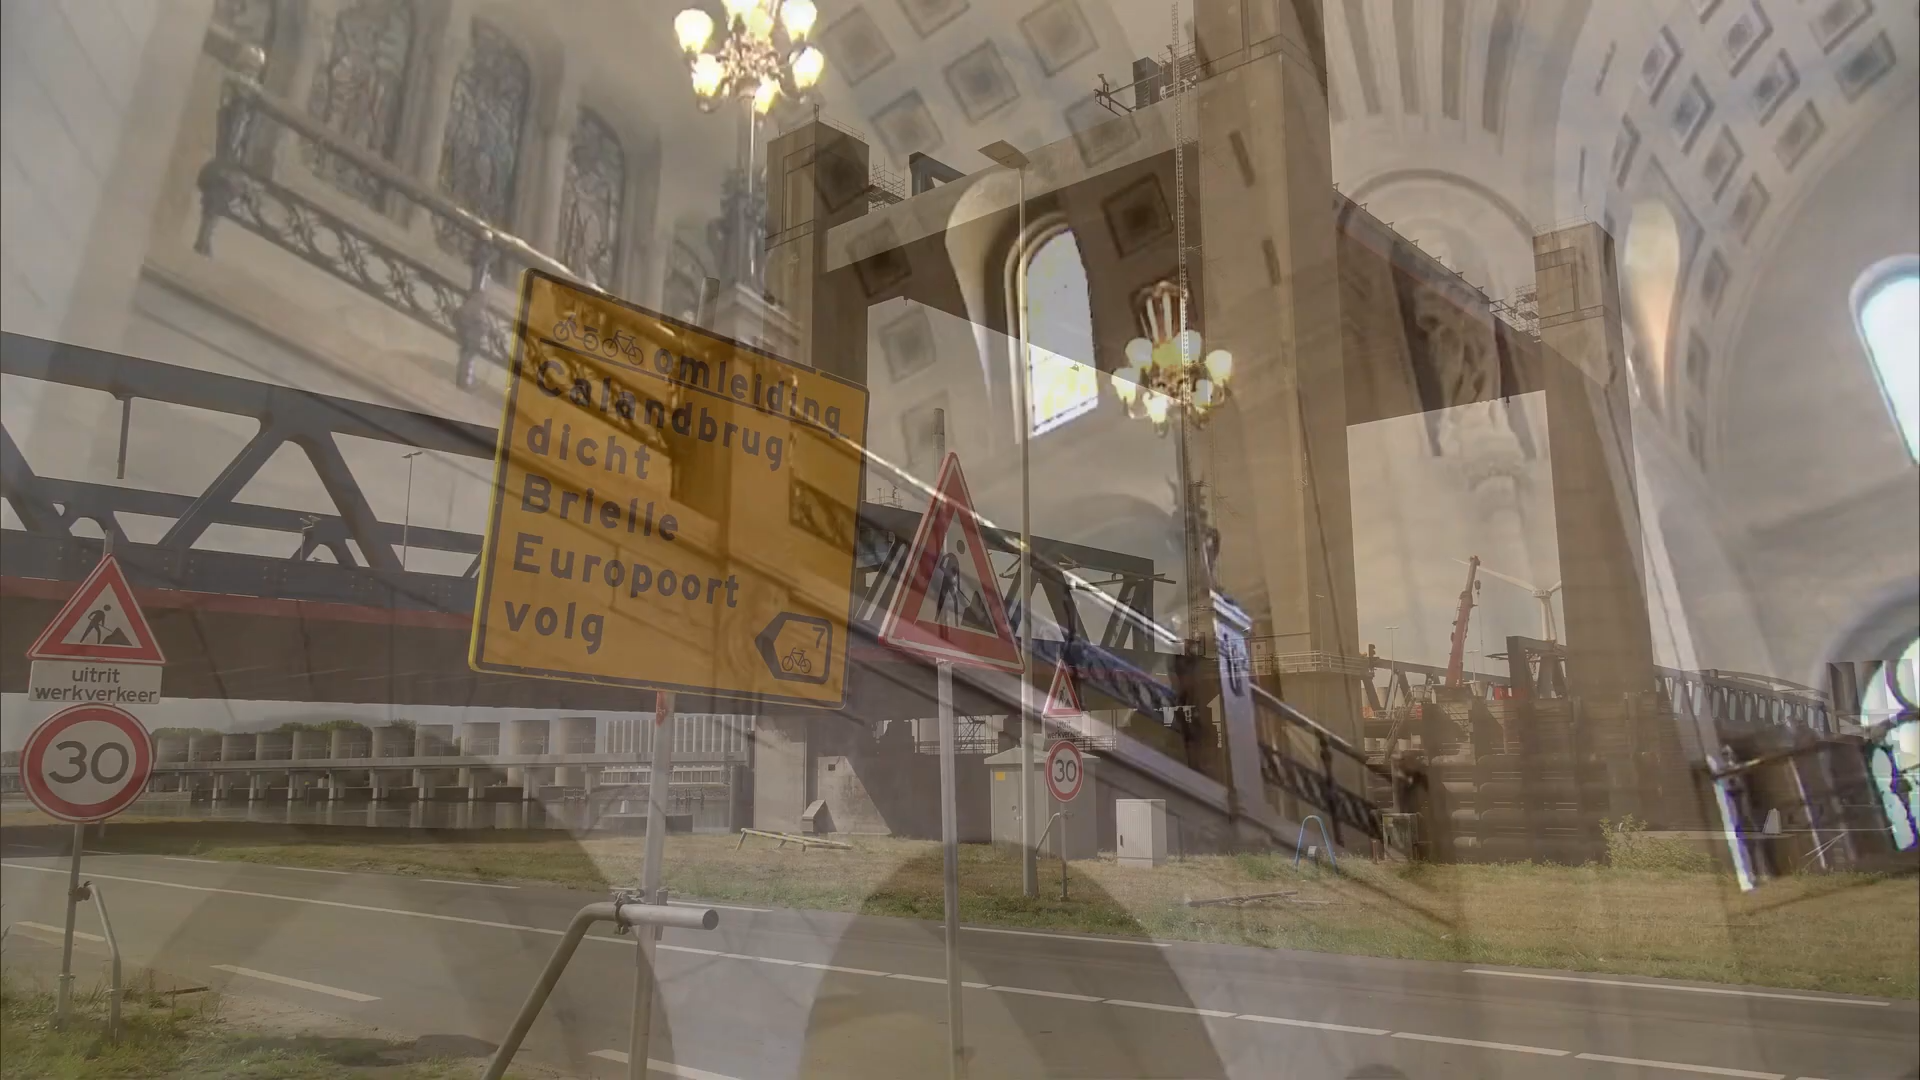 omleiding
Calandbrug
dicht
Brielle
Europoort
volg
7
uitrit
werkverkeer
30
30